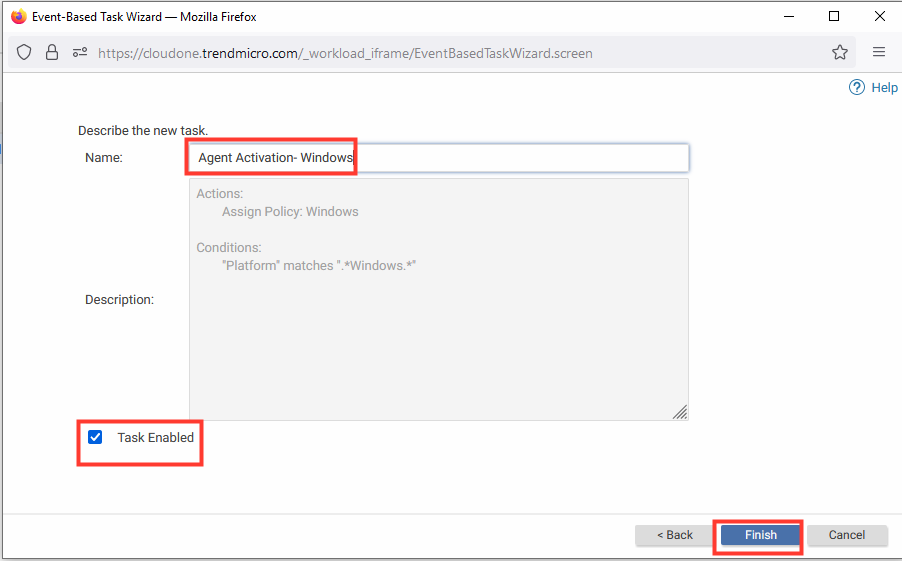 Event-Based Task Wizard — Mozilla Firefox
https://cloudone.trendmicro.com/_workload_iframe/EventBasedTaskWizard.screen
Help
Describe the new task.
Name: Agent Activation- Windows
Actions:
Assign Policy: Windows
Conditions:
"Platform" matches ".*Windows.*"
Description:
Task Enabled
< Back Finish Cancel